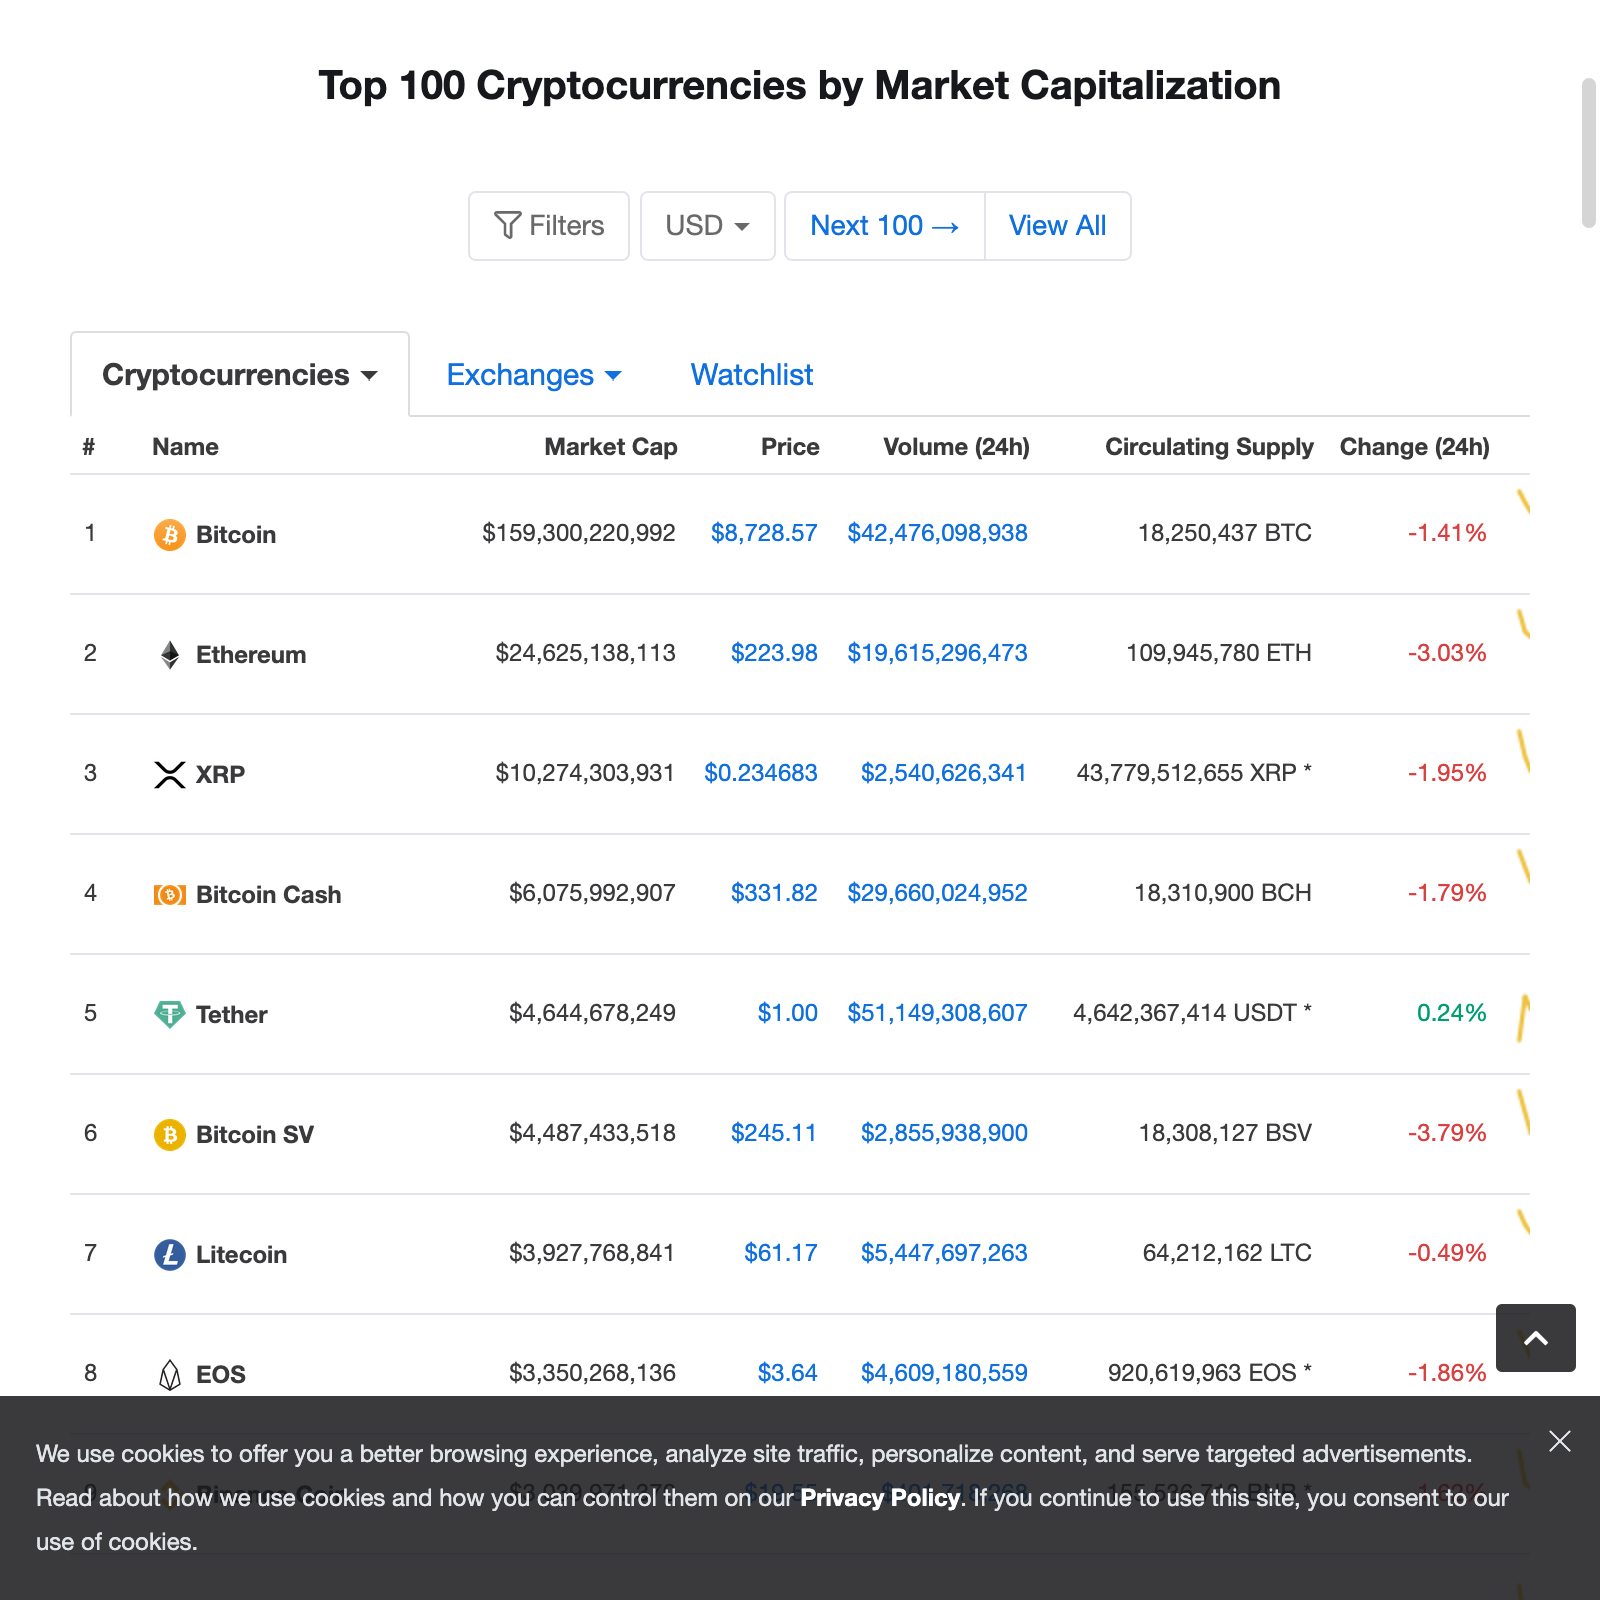 Top 100 Cryptocurrencies by Market Capitalization
Filters USD Next 100 → View All
Cryptocurrencies Exchanges Watchlist
# Name Market Cap Price Volume (24h) Circulating Supply Change (24h)
1 Bitcoin $159,300,220,992 $8,728.57 $42,476,098,938 18,250,437 BTC -1.41%
2 Ethereum $24,625,138,113 $223.98 $19,615,296,473 109,945,780 ETH -3.03%
3 XRP $10,274,303,931 $0.234683 $2,540,626,341 43,779,512,655 XRP * -1.95%
4 Bitcoin Cash $6,075,992,907 $331.82 $29,660,024,952 18,310,900 BCH -1.79%
5 Tether $4,644,678,249 $1.00 $51,149,308,607 4,642,367,414 USDT * 0.24%
6 Bitcoin SV $4,487,433,518 $245.11 $2,855,938,900 18,308,127 BSV -3.79%
7 Litecoin $3,927,768,841 $61.17 $5,447,697,263 64,212,162 LTC -0.49%
8 EOS $3,350,268,136 $3.64 $4,609,180,559 920,619,963 EOS * -1.86%
We use cookies to offer you a better browsing experience, analyze site traffic, personalize content, and serve targeted advertisements.
Read about how we use cookies and how you can control them on our Privacy Policy. If you continue to use this site, you consent to our
use of cookies.